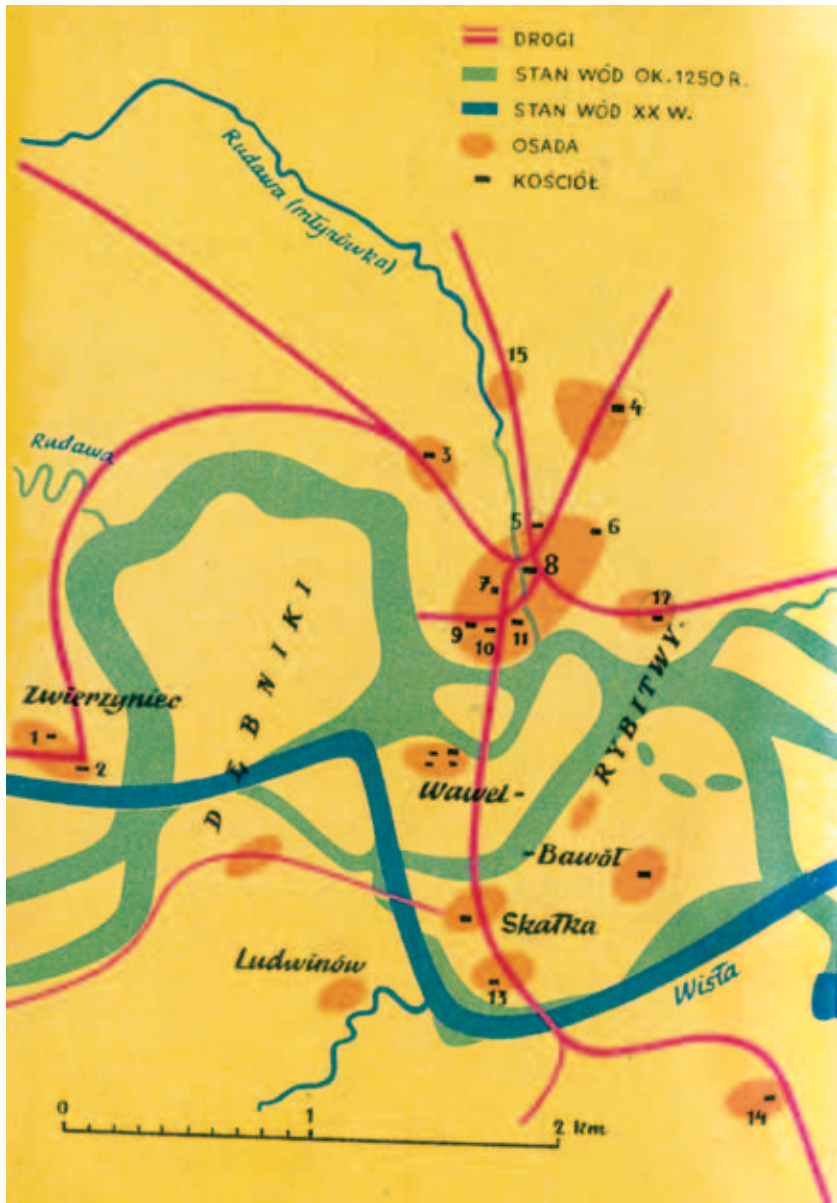 DROGI
STAN WÓD OK. 1250 R.
STAN WÓD XX W.
OSADA
KOŚCIÓŁ
Rudawa (młynówka)
15
4
Rudawa
3
5
6
8
7
12
9
10
11
DĘBNIKI
RYBITWY
Zwierzyniec
1
2
Wawel-
-Bawół
Skałka
Ludwinów
13
Wisła
14
0
1
2 km